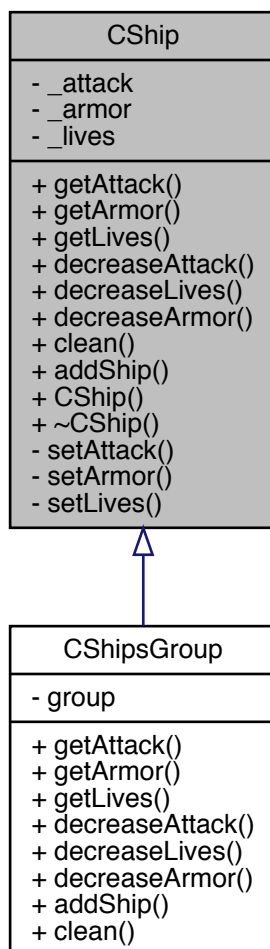 CShip
- _attack
- _armor
- _lives
+ getAttack()
+ getArmor()
+ getLives()
+ decreaseAttack()
+ decreaseLives()
+ decreaseArmor()
+ clean()
+ addShip()
+ CShip()
+ ~CShip()
- setAttack()
- setArmor()
- setLives()
CShipsGroup
- group
+ getAttack()
+ getArmor()
+ getLives()
+ decreaseAttack()
+ decreaseLives()
+ decreaseArmor()
+ addShip()
+ clean()